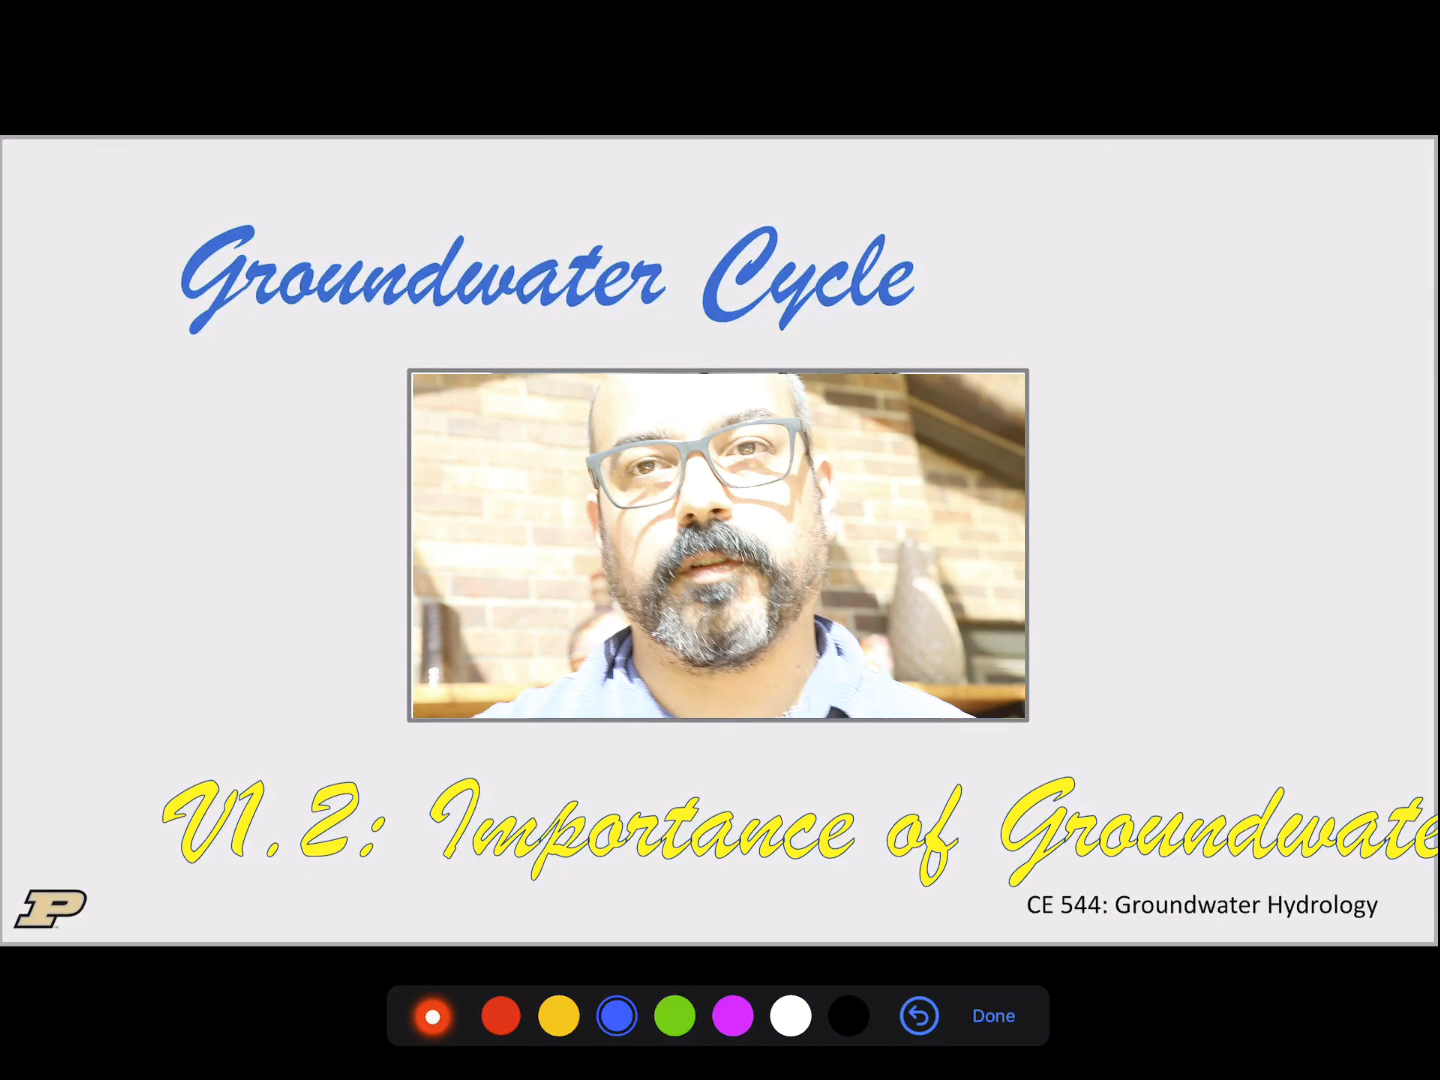 Groundwater Cycle
V1.2: Importance of Groundwate
CE 544: Groundwater Hydrology
P
Done